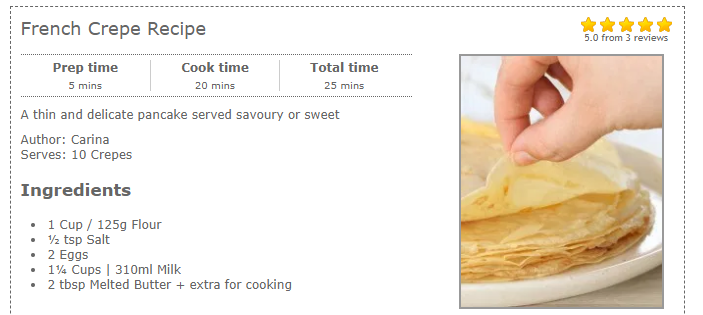 French Crepe Recipe
5.0 from 3 reviews
Prep time Cook time Total time
5 mins 20 mins 25 mins
A thin and delicate pancake served savoury or sweet
Author: Carina
Serves: 10 Crepes
Ingredients
• 1 Cup / 125g Flour
• ½ tsp Salt
• 2 Eggs
• 1¼ Cups | 310ml Milk
• 2 tbsp Melted Butter + extra for cooking